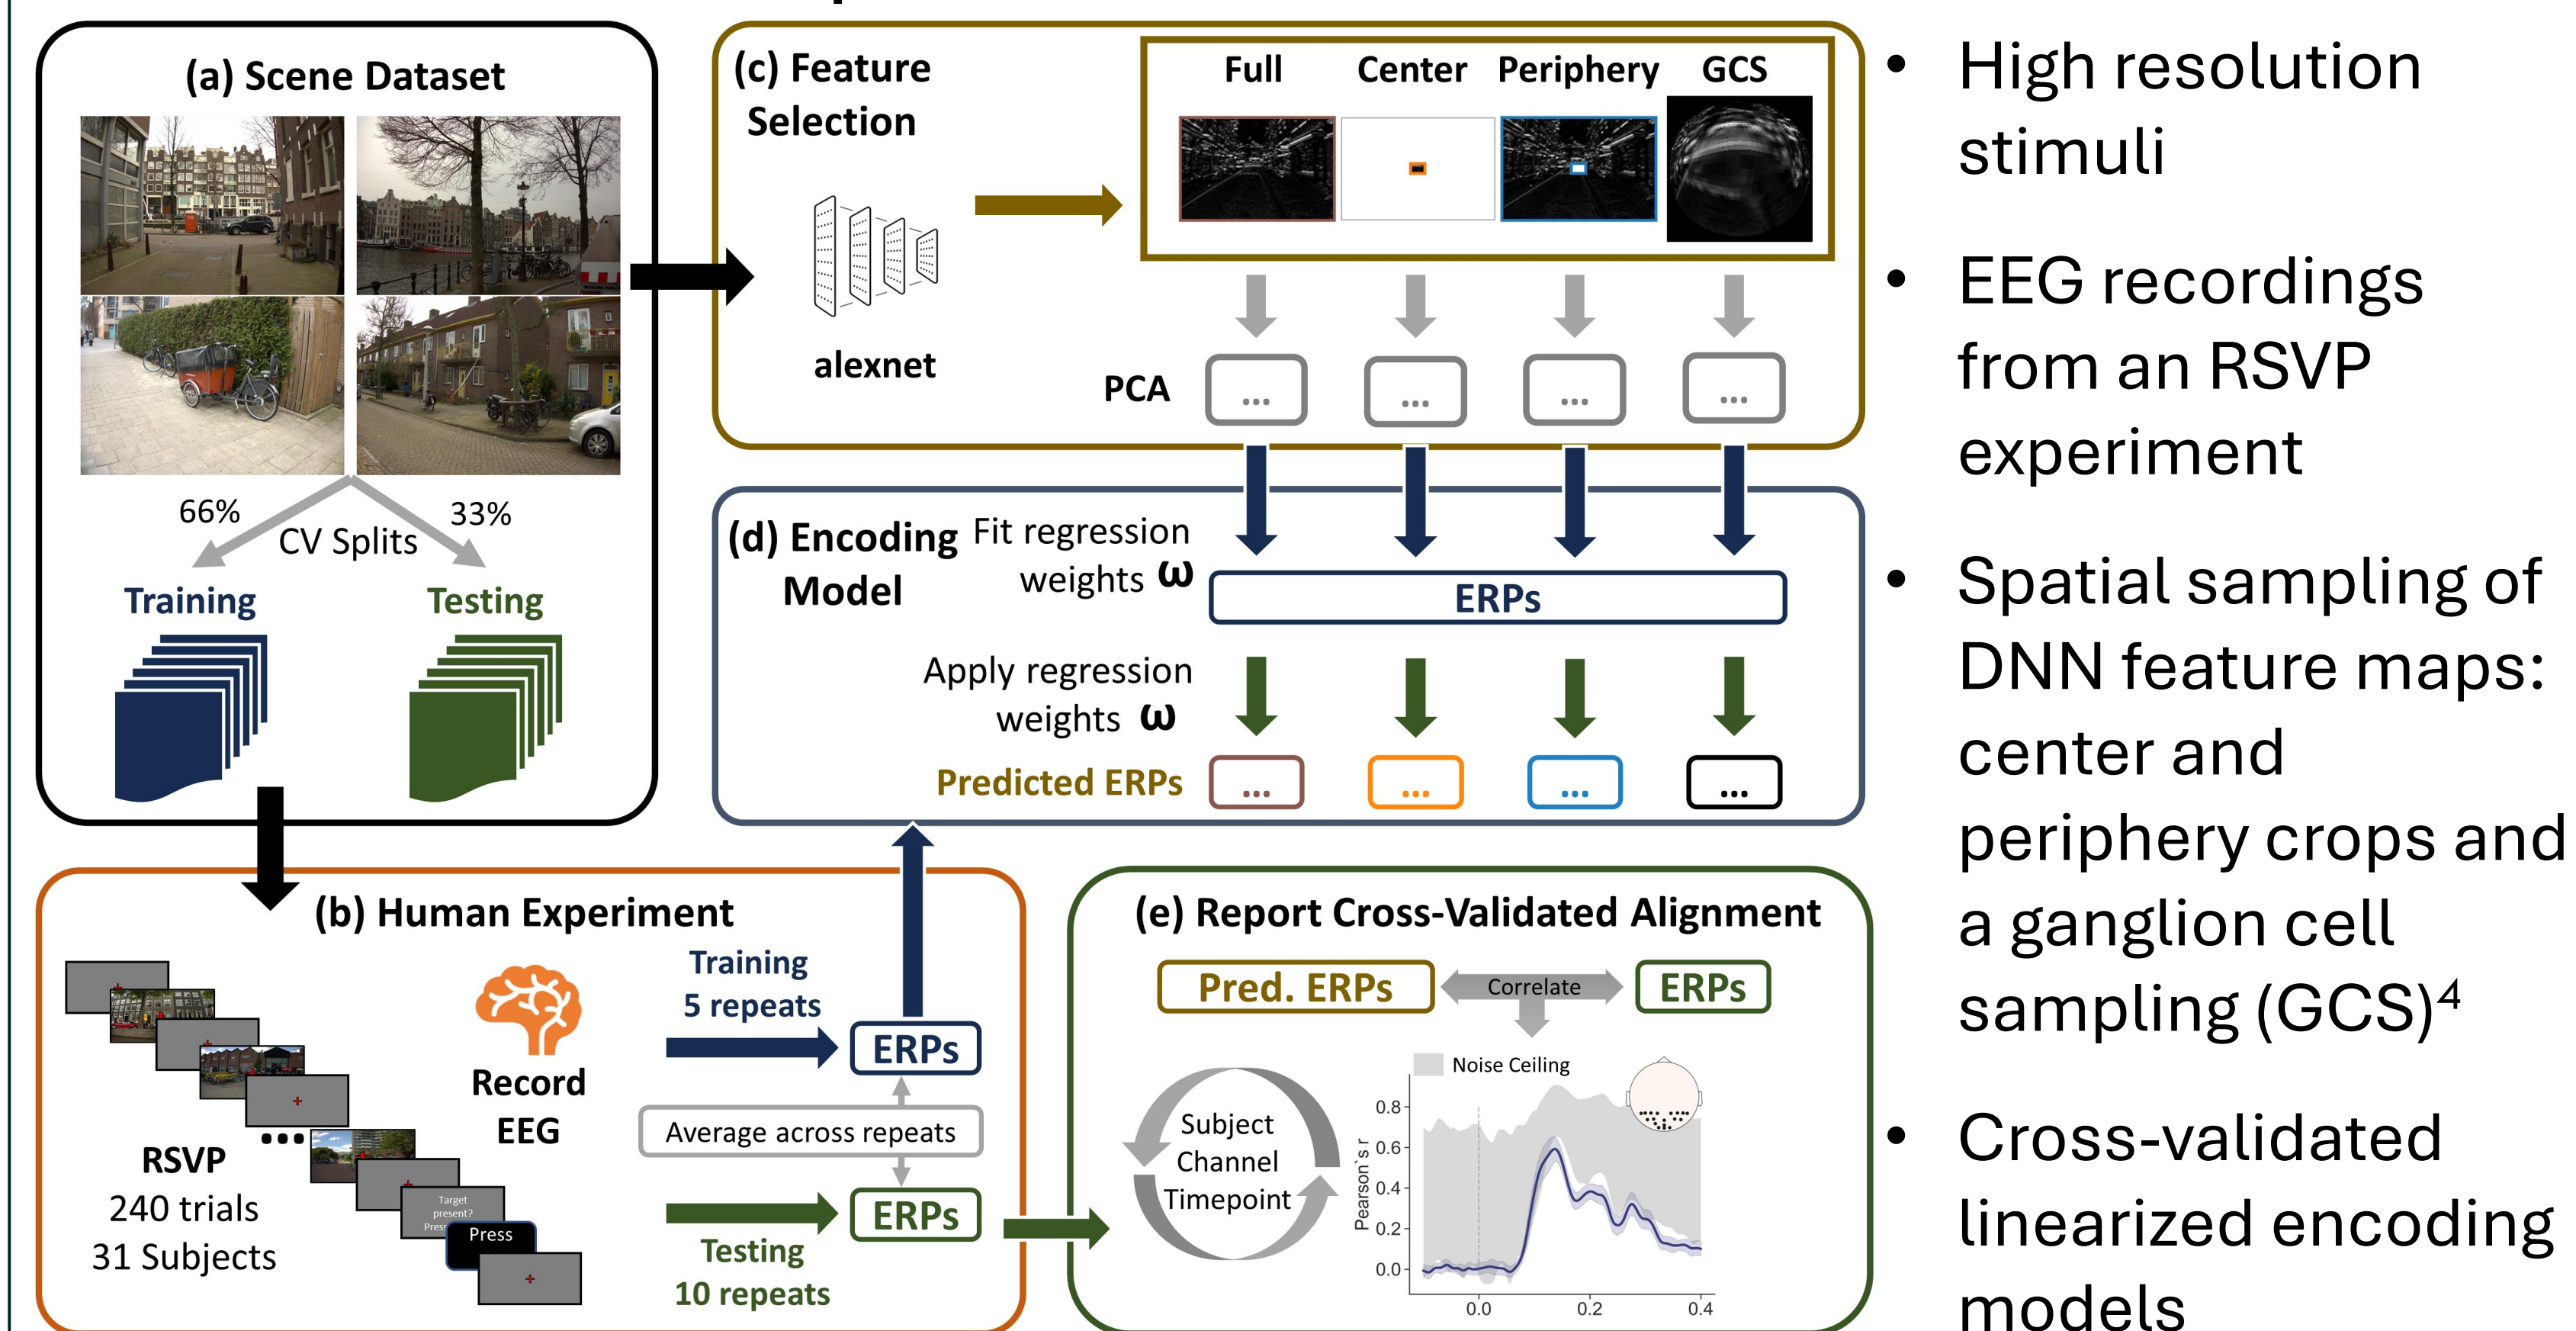 (a) Scene Dataset
66%
33%
CV Splits
Training
Testing
(c) Feature
Selection
alexnet
Full
Center
Periphery
GCS
PCA
...
...
...
...
(d) Encoding
Model
Fit regression
weights ω
ERPs
Apply regression
weights ω
Predicted ERPs
...
...
...
...
(b) Human Experiment
...
RSVP
240 trials
31 Subjects
Target
present?
Press
Record
EEG
Training
5 repeats
ERPs
Average across repeats
Testing
10 repeats
ERPs
(e) Report Cross-Validated Alignment
Pred. ERPs
Correlate
ERPs
Subject
Channel
Timepoint
Noise Ceiling
Pearson`s r
0.8
0.6
0.4
0.2
0.0
0.0
0.2
0.4
• High resolution
stimuli
• EEG recordings
from an RSVP
experiment
• Spatial sampling of
DNN feature maps:
center and
periphery crops and
a ganglion cell
sampling (GCS)⁴
• Cross-validated
linearized encoding
models